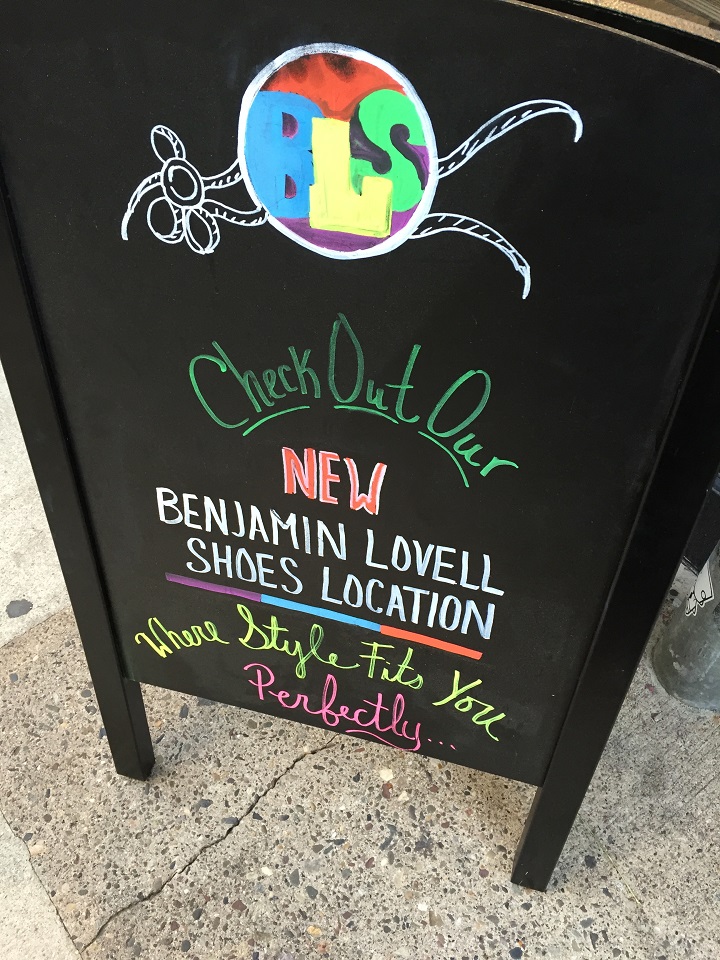 BLS
Check Out Our
NEW
BENJAMIN LOVELL
SHOES LOCATION
Where Style Fits You
Perfectly...